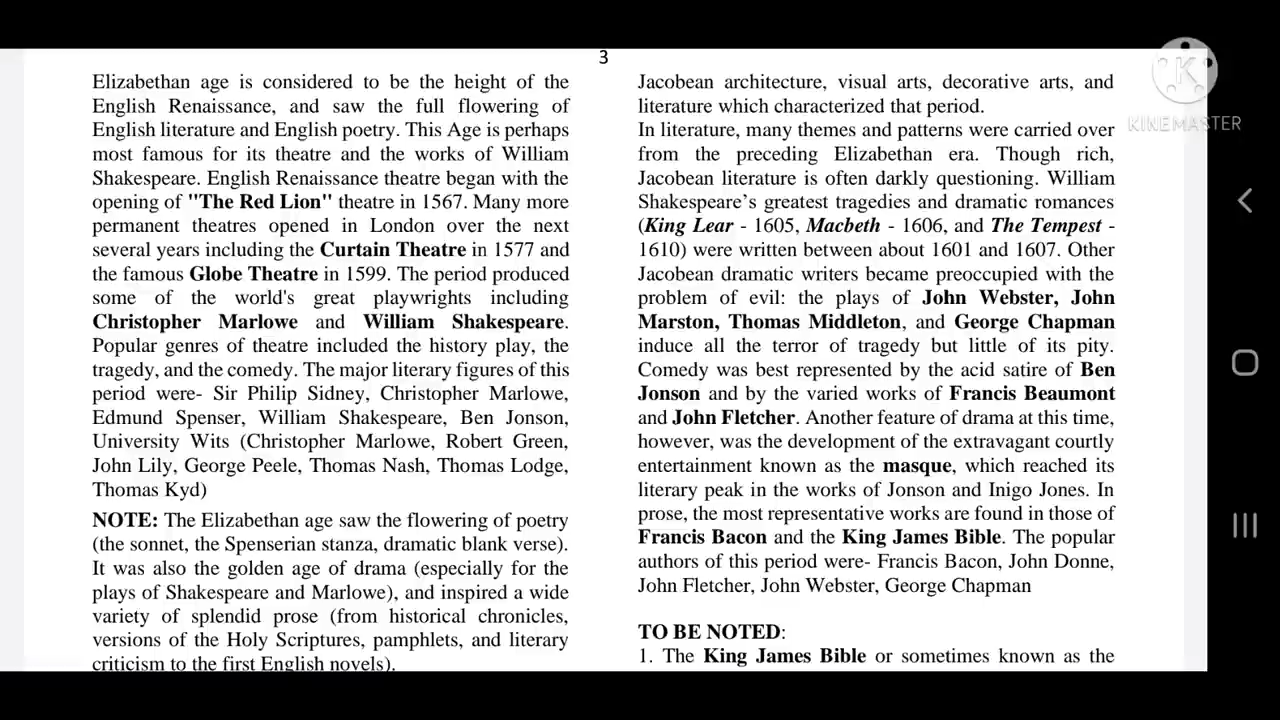 3
Elizabethan age is considered to be the height of the
English Renaissance, and saw the full flowering of
English literature and English poetry. This Age is perhaps
most famous for its theatre and the works of William
Shakespeare. English Renaissance theatre began with the
opening of "The Red Lion" theatre in 1567. Many more
permanent theatres opened in London over the next
several years including the Curtain Theatre in 1577 and
the famous Globe Theatre in 1599. The period produced
some of the world's great playwrights including
Christopher Marlowe and William Shakespeare.
Popular genres of theatre included the history play, the
tragedy, and the comedy. The major literary figures of this
period were- Sir Philip Sidney, Christopher Marlowe,
Edmund Spenser, William Shakespeare, Ben Jonson,
University Wits (Christopher Marlowe, Robert Green,
John Lily, George Peele, Thomas Nash, Thomas Lodge,
Thomas Kyd)
NOTE: The Elizabethan age saw the flowering of poetry
(the sonnet, the Spenserian stanza, dramatic blank verse).
It was also the golden age of drama (especially for the
plays of Shakespeare and Marlowe), and inspired a wide
variety of splendid prose (from historical chronicles,
versions of the Holy Scriptures, pamphlets, and literary
criticism to the first English novels).
Jacobean architecture, visual arts, decorative arts, and
literature which characterized that period.
In literature, many themes and patterns were carried over
from the preceding Elizabethan era. Though rich,
Jacobean literature is often darkly questioning. William
Shakespeare’s greatest tragedies and dramatic romances
(King Lear - 1605, Macbeth - 1606, and The Tempest -
1610) were written between about 1601 and 1607. Other
Jacobean dramatic writers became preoccupied with the
problem of evil: the plays of John Webster, John
Marston, Thomas Middleton, and George Chapman
induce all the terror of tragedy but little of its pity.
Comedy was best represented by the acid satire of Ben
Jonson and by the varied works of Francis Beaumont
and John Fletcher. Another feature of drama at this time,
however, was the development of the extravagant courtly
entertainment known as the masque, which reached its
literary peak in the works of Jonson and Inigo Jones. In
prose, the most representative works are found in those of
Francis Bacon and the King James Bible. The popular
authors of this period were- Francis Bacon, John Donne,
John Fletcher, John Webster, George Chapman
TO BE NOTED:
1. The King James Bible or sometimes known as the
K
KINEMASTER